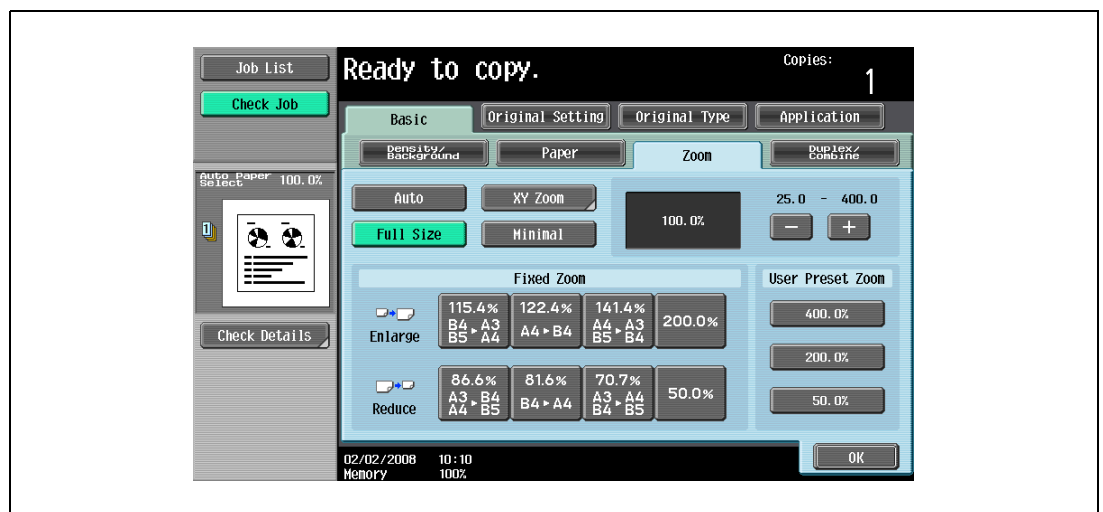 Job List
Check Job
Ready to copy.
Copies:
1
Basic
Original Setting
Original Type
Application
Density/
Background
Paper
Zoom
Duplex/
Combine
Auto Paper
Select
100.0%
1
Check Details
Auto
XY Zoom
Full Size
Minimal
100.0%
25.0 - 400.0
− +
Fixed Zoom
Enlarge
115.4%
B4 ▸ A3
B5 ▸ A4
122.4%
A4 ▸ B4
141.4%
A4 ▸ A3
B5 ▸ B4
200.0%
Reduce
86.6%
A3 ▸ B4
A4 ▸ B5
81.6%
B4 ▸ A4
70.7%
A3 ▸ A4
B4 ▸ B5
50.0%
User Preset Zoom
400.0%
200.0%
50.0%
02/02/2008 10:10
Memory 100%
OK